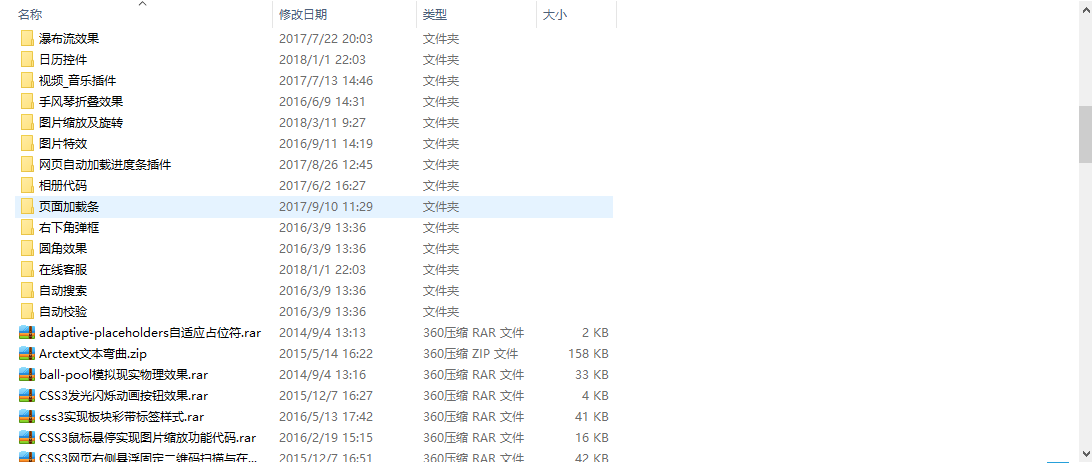 名称 修改日期 类型 大小
瀑布流效果 2017/7/22 20:03 文件夹
日历控件 2018/1/1 22:03 文件夹
视频_音乐插件 2017/7/13 14:46 文件夹
手风琴折叠效果 2016/6/9 14:31 文件夹
图片缩放及旋转 2018/3/11 9:27 文件夹
图片特效 2016/9/11 14:19 文件夹
网页自动加载进度条插件 2017/8/26 12:45 文件夹
相册代码 2017/6/2 16:27 文件夹
页面加载条 2017/9/10 11:29 文件夹
右下角弹框 2016/3/9 13:36 文件夹
圆角效果 2016/3/9 13:36 文件夹
在线客服 2018/1/1 22:03 文件夹
自动搜索 2016/3/9 13:36 文件夹
自动校验 2016/3/9 13:36 文件夹
adaptive-placeholders自适应占位符.rar 2014/9/4 13:13 360压缩 RAR 文件 2 KB
Arctext文本弯曲.zip 2015/5/14 16:22 360压缩 ZIP 文件 158 KB
ball-pool模拟现实物理效果.rar 2014/9/4 13:16 360压缩 RAR 文件 33 KB
CSS3发光闪烁动画按钮效果.rar 2015/12/7 16:27 360压缩 RAR 文件 4 KB
css3实现板块彩带标签样式.rar 2016/5/13 17:42 360压缩 RAR 文件 41 KB
CSS3鼠标悬停实现图片缩放功能代码.rar 2016/2/19 15:15 360压缩 RAR 文件 16 KB
CSS3网页右侧悬浮固定二维码扫描与在... 2015/12/7 16:51 360压缩 RAR 文件 42 KB